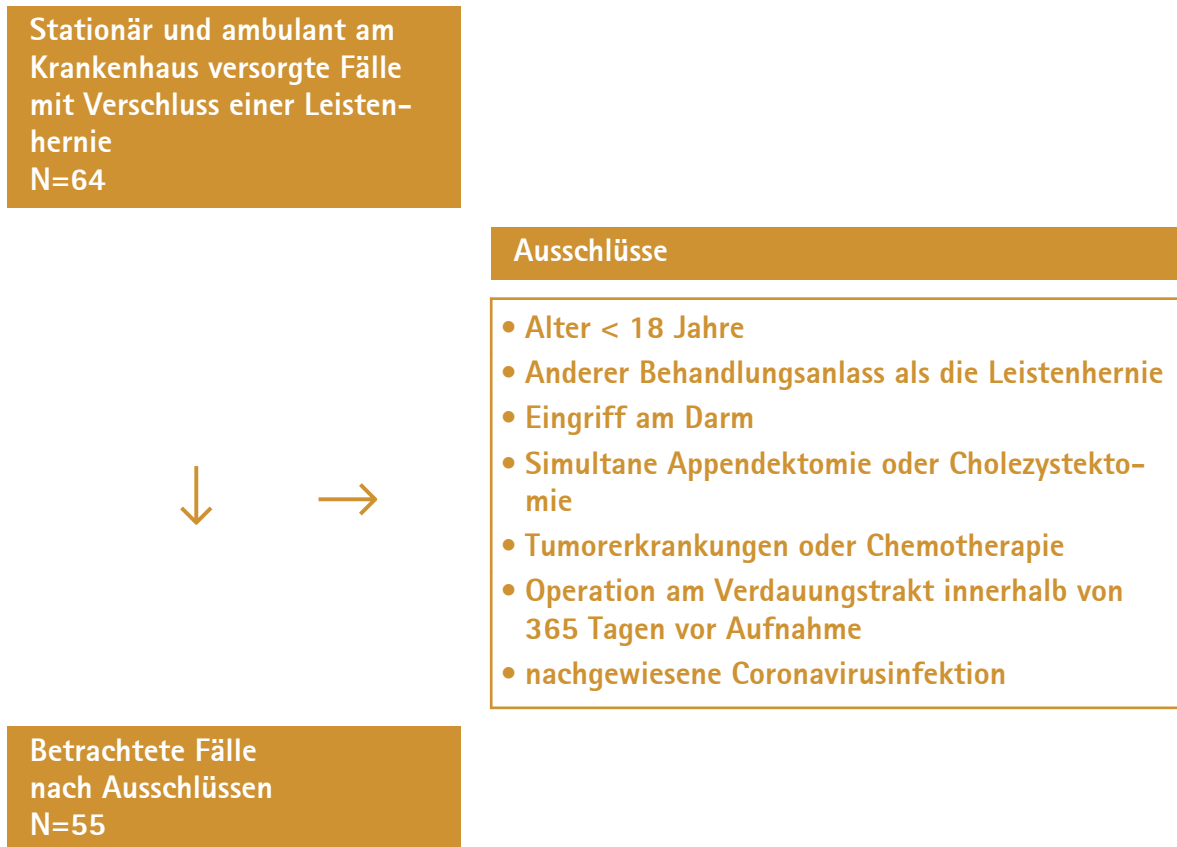 Stationär und ambulant am
Krankenhaus versorgte Fälle
mit Verschluss einer Leisten-
hernie
N=64
Ausschlüsse
• Alter < 18 Jahre
• Anderer Behandlungsanlass als die Leistenhernie
• Eingriff am Darm
• Simultane Appendektomie oder Cholezystekto-
mie
• Tumorerkrankungen oder Chemotherapie
• Operation am Verdauungstrakt innerhalb von
365 Tagen vor Aufnahme
• nachgewiesene Coronavirusinfektion
Betrachtete Fälle
nach Ausschlüssen
N=55